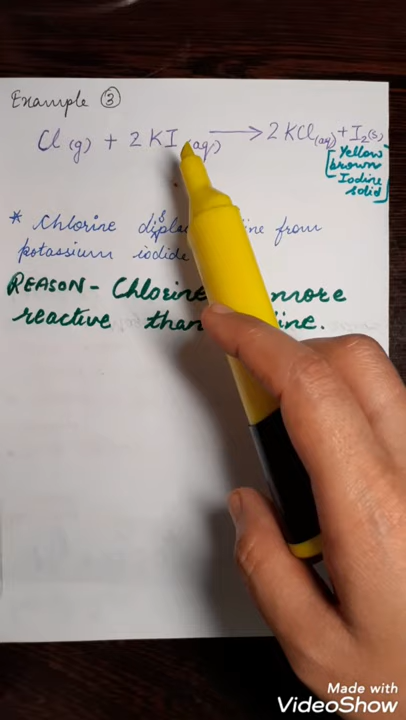 Example ③
Cl (g) + 2 KI (aq) ⟶ 2 KCl(aq) + I₂(s)
[Yellow
brown
Iodine
solid]
* Chlorine from
potassium iodide
REASON - Chlorine more
reactive than
Made with
VideoShow